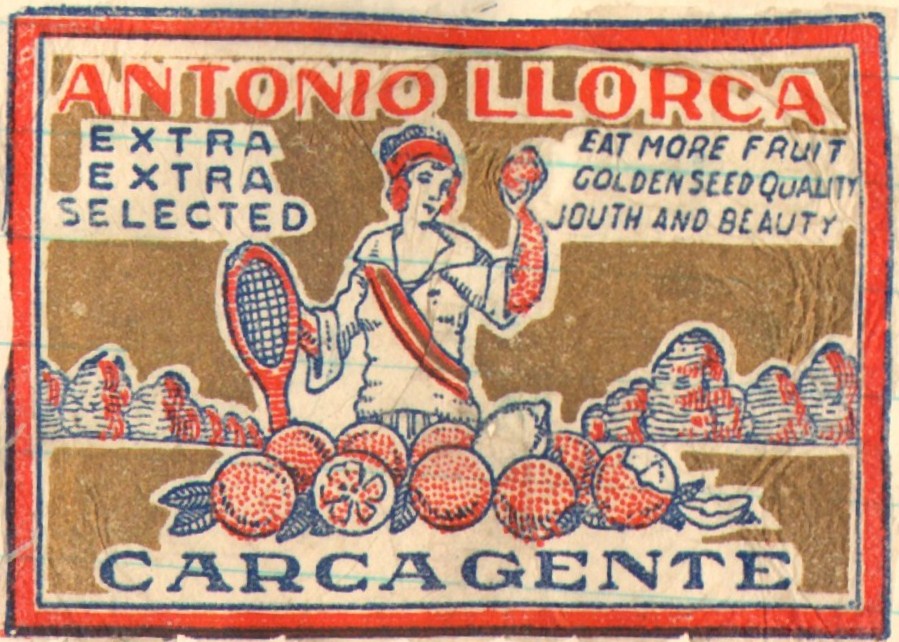 ANTONIO LLORCA
EXTRA
EXTRA
SELECTED
EAT MORE FRUIT
GOLDEN SEED QUALITY
JOUTH AND BEAUTY
CARCAGENTE